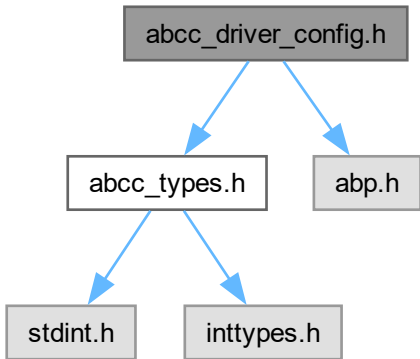 abcc_driver_config.h
abcc_types.h
abp.h
stdint.h
inttypes.h